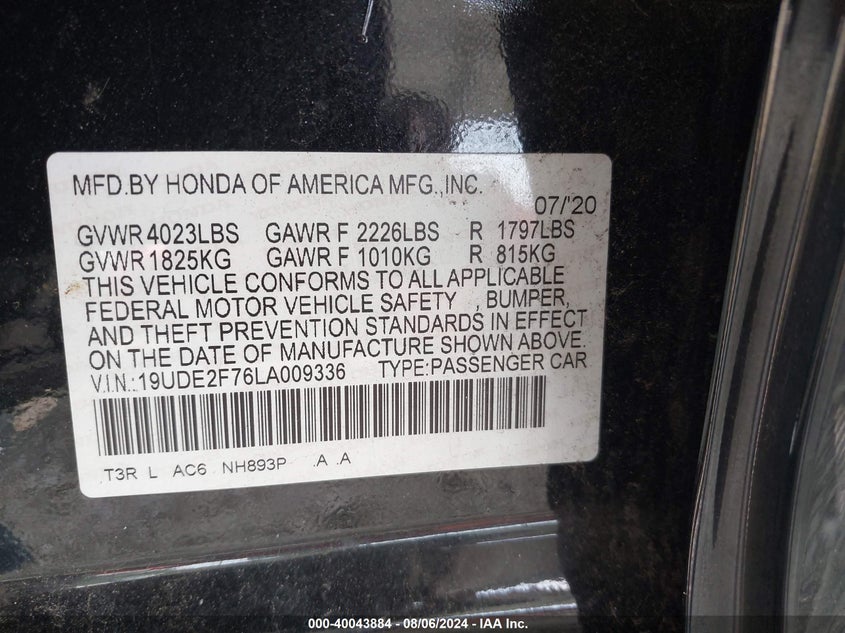 MFD.BY HONDA OF AMERICA MFG.,INC.
07/'20
GVWR 4023LBS GAWR F 2226LBS R 1797LBS
GVWR 1825KG GAWR F 1010KG R 815KG
THIS VEHICLE CONFORMS TO ALL APPLICABLE
FEDERAL MOTOR VEHICLE SAFETY , BUMPER,
AND THEFT PREVENTION STANDARDS IN EFFECT
ON THE DATE OF MANUFACTURE SHOWN ABOVE.
V.I.N.:19UDE2F76LA009336 TYPE:PASSENGER CAR
T3R L AC6 NH893P .A .A
000-40043884 - 08/06/2024 - IAA Inc.